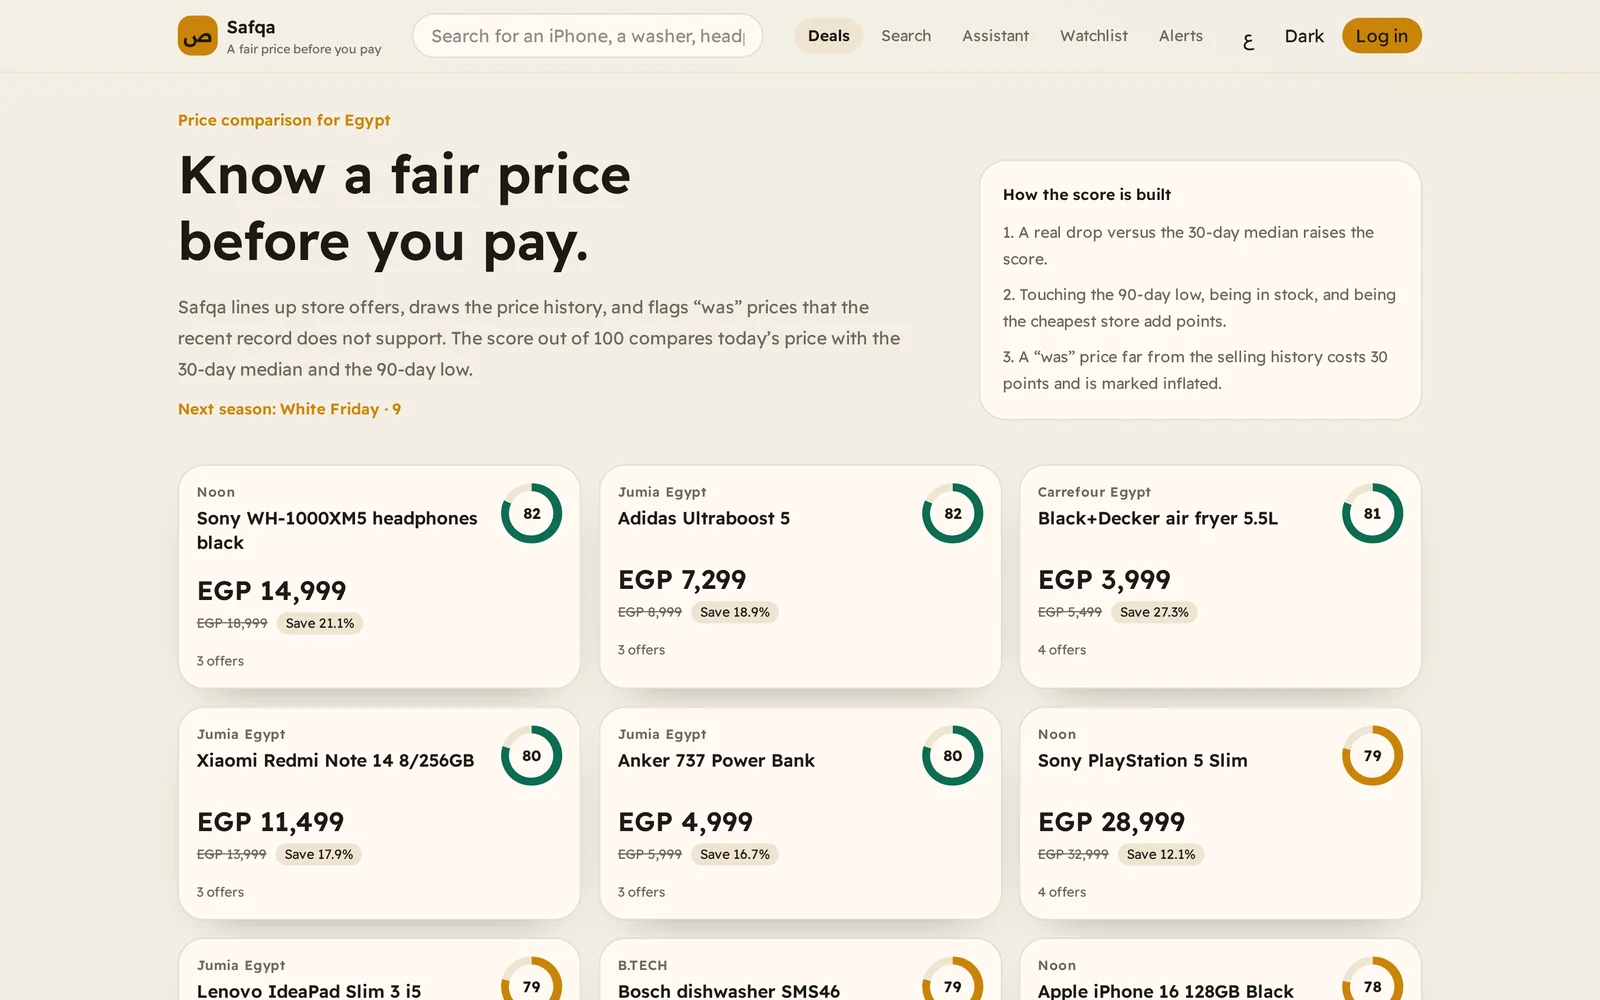 ص
Safqa
A fair price before you pay
Search for an iPhone, a washer, head
Deals
Search
Assistant
Watchlist
Alerts
ع
Dark
Log in
Price comparison for Egypt
Know a fair price
before you pay.
Safqa lines up store offers, draws the price history, and flags “was” prices that the
recent record does not support. The score out of 100 compares today’s price with the
30-day median and the 90-day low.
Next season: White Friday · 9
How the score is built
1. A real drop versus the 30-day median raises the
score.
2. Touching the 90-day low, being in stock, and being
the cheapest store add points.
3. A “was” price far from the selling history costs 30
points and is marked inflated.
Noon
Sony WH-1000XM5 headphones
black
82
EGP 14,999
EGP 18,999
Save 21.1%
3 offers
Jumia Egypt
Adidas Ultraboost 5
82
EGP 7,299
EGP 8,999
Save 18.9%
3 offers
Carrefour Egypt
Black+Decker air fryer 5.5L
81
EGP 3,999
EGP 5,499
Save 27.3%
4 offers
Jumia Egypt
Xiaomi Redmi Note 14 8/256GB
80
EGP 11,499
EGP 13,999
Save 17.9%
3 offers
Jumia Egypt
Anker 737 Power Bank
80
EGP 4,999
EGP 5,999
Save 16.7%
3 offers
Noon
Sony PlayStation 5 Slim
79
EGP 28,999
EGP 32,999
Save 12.1%
4 offers
Jumia Egypt
Lenovo IdeaPad Slim 3 i5
79
B.TECH
Bosch dishwasher SMS46
79
Noon
Apple iPhone 16 128GB Black
78